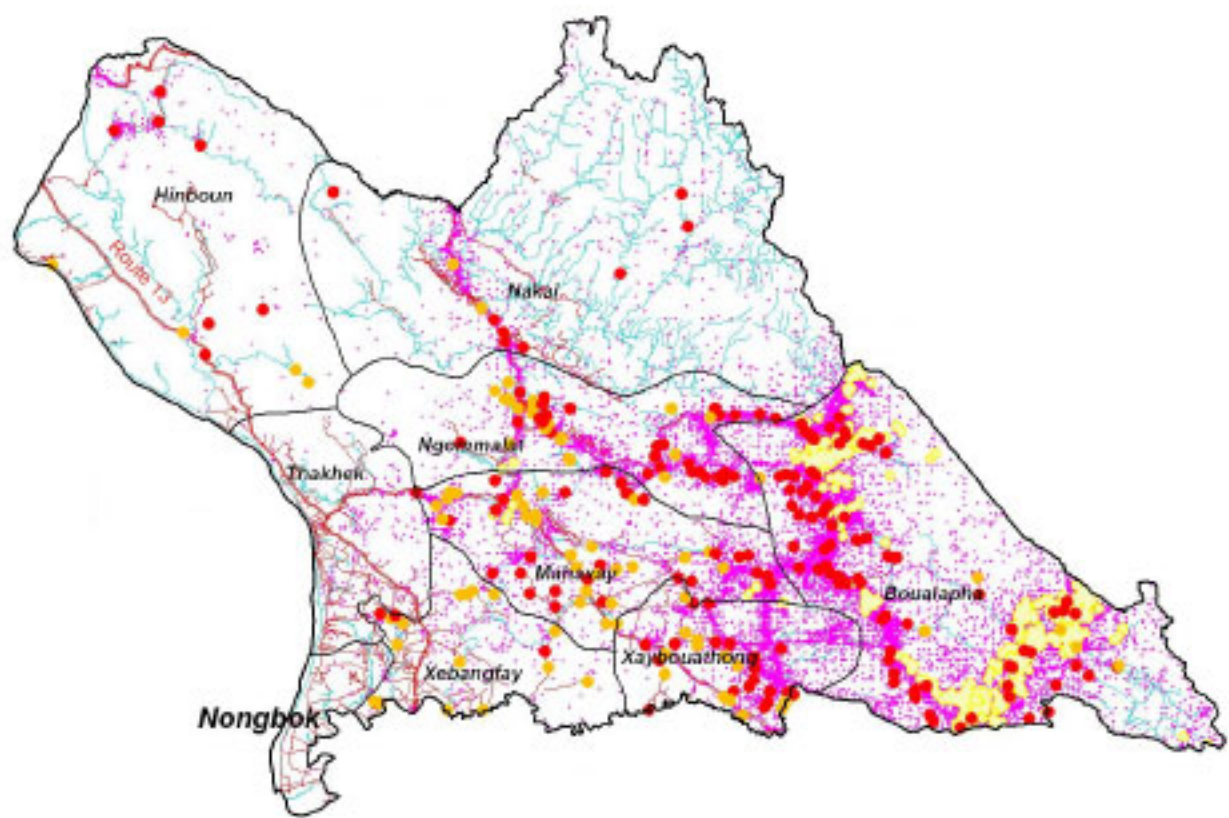 Hinboun
Route 13
Nakai
Ngommalat
Thakhek
Mahaxay
Boualapha
Xaybouathong
Xebangfay
Nongbok